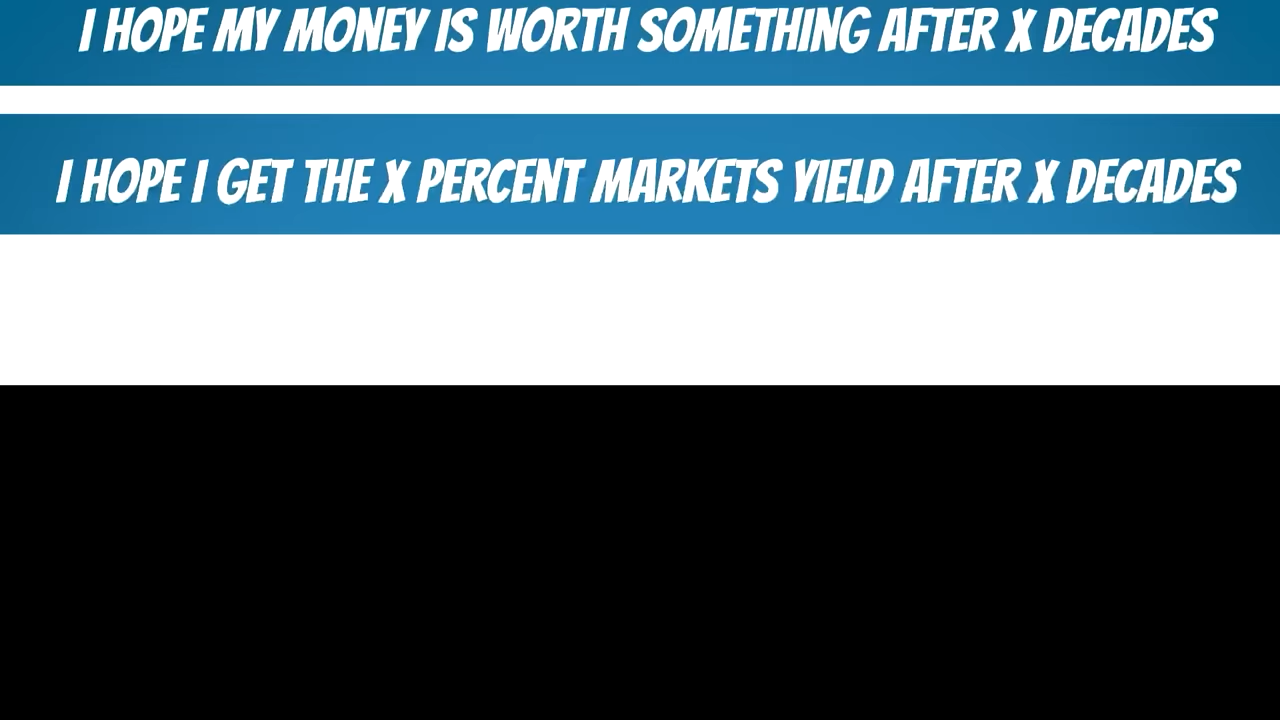 I HOPE MY MONEY IS WORTH SOMETHING AFTER X DECADES
I HOPE I GET THE X PERCENT MARKETS YIELD AFTER X DECADES